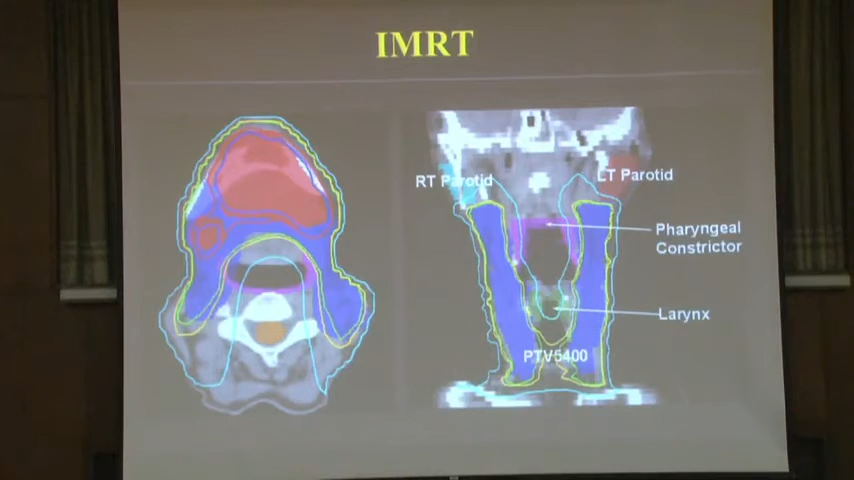 IMRT
RT Parotid
LT Parotid
Pharyngeal
Constrictor
Larynx
PTV5400